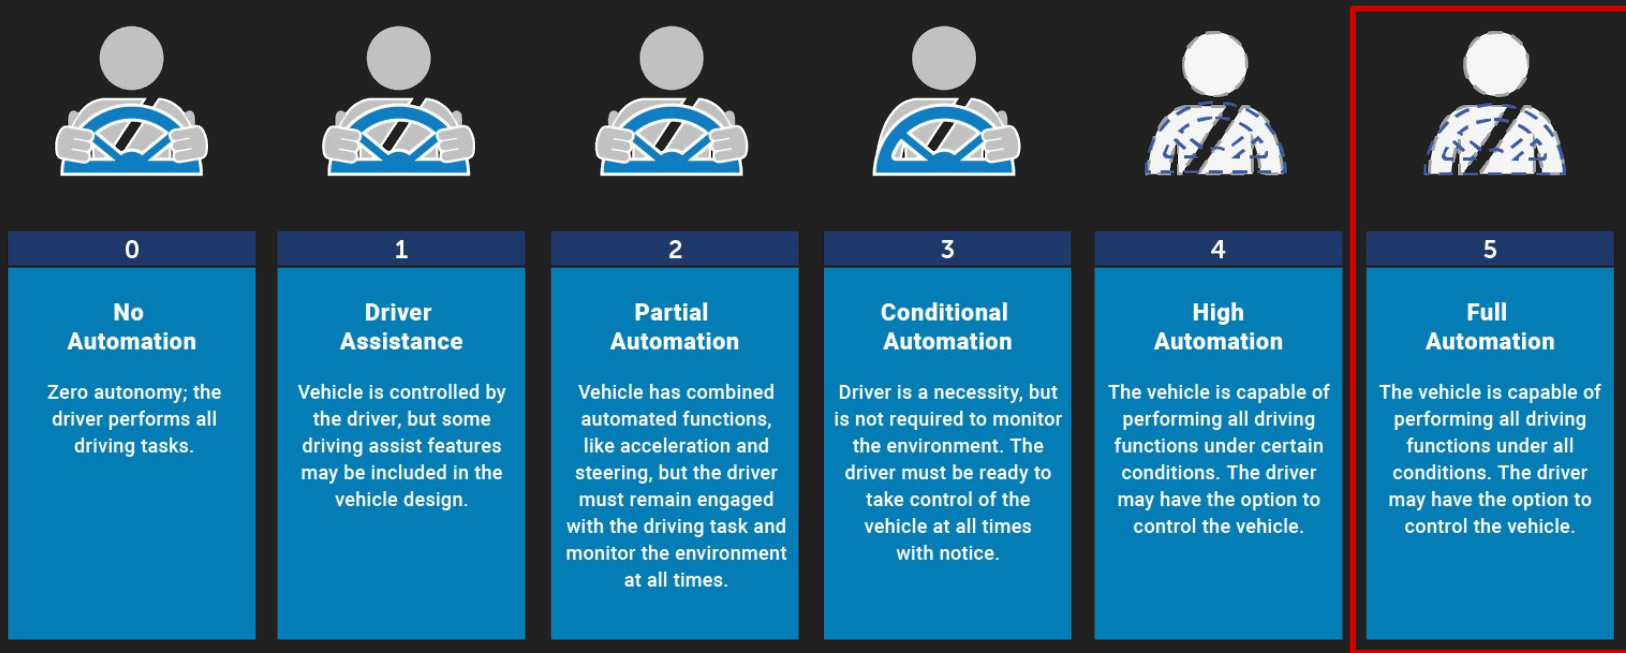 0
No
Automation
Zero autonomy; the
driver performs all
driving tasks.
1
Driver
Assistance
Vehicle is controlled by
the driver, but some
driving assist features
may be included in the
vehicle design.
2
Partial
Automation
Vehicle has combined
automated functions,
like acceleration and
steering, but the driver
must remain engaged
with the driving task and
monitor the environment
at all times.
3
Conditional
Automation
Driver is a necessity, but
is not required to monitor
the environment. The
driver must be ready to
take control of the
vehicle at all times
with notice.
4
High
Automation
The vehicle is capable of
performing all driving
functions under certain
conditions. The driver
may have the option to
control the vehicle.
5
Full
Automation
The vehicle is capable of
performing all driving
functions under all
conditions. The driver
may have the option to
control the vehicle.